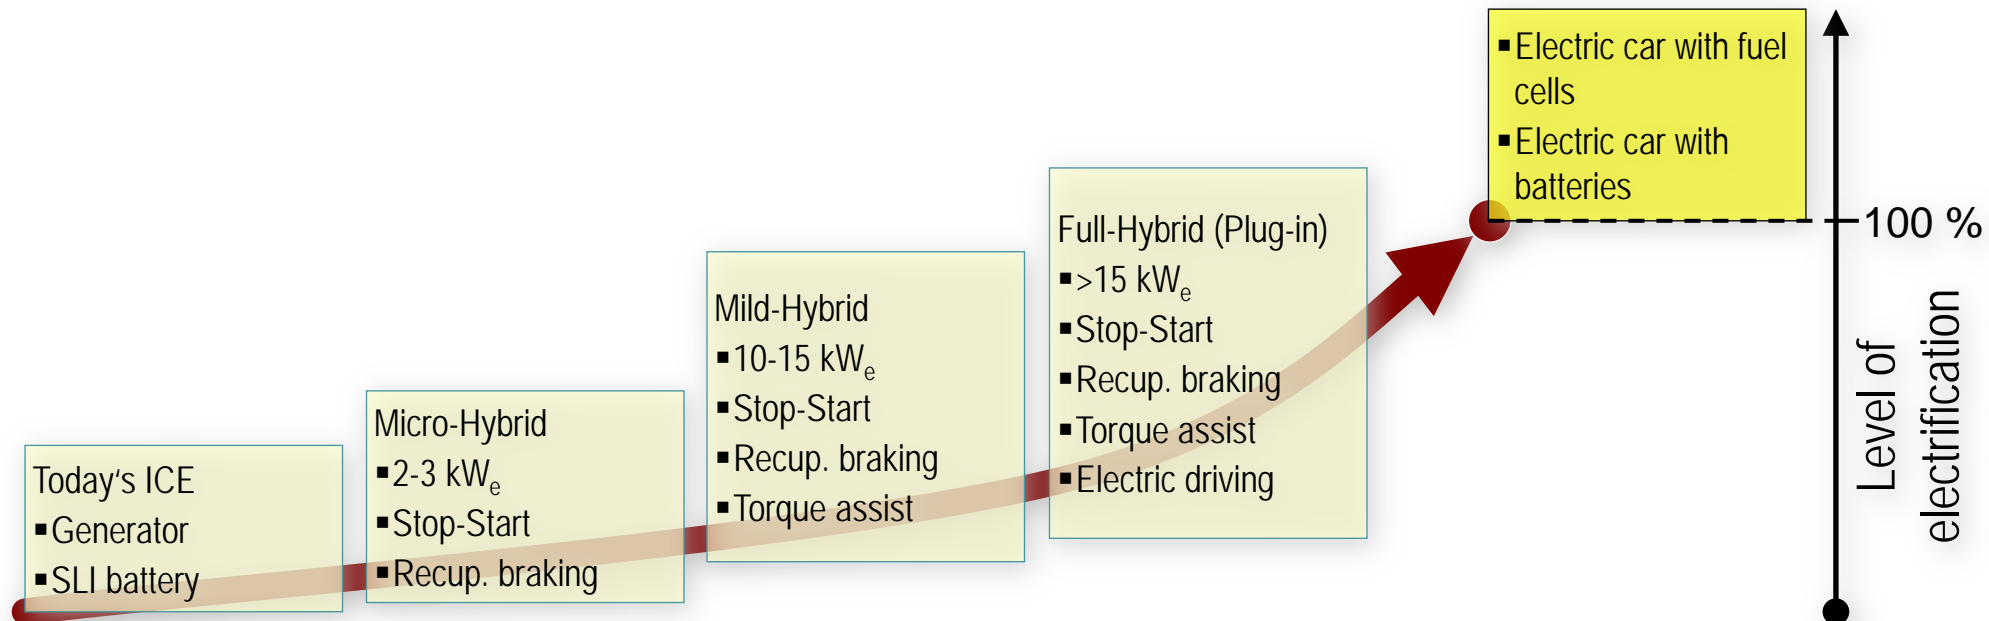 Today‘s ICE
▪Generator
▪SLI battery
Micro-Hybrid
▪2-3 kWe
▪Stop-Start
▪Recup. braking
Mild-Hybrid
▪10-15 kWe
▪Stop-Start
▪Recup. braking
▪Torque assist
Full-Hybrid (Plug-in)
▪>15 kWe
▪Stop-Start
▪Recup. braking
▪Torque assist
▪Electric driving
▪Electric car with fuel
cells
▪Electric car with
batteries
100 %
Level of
electrification